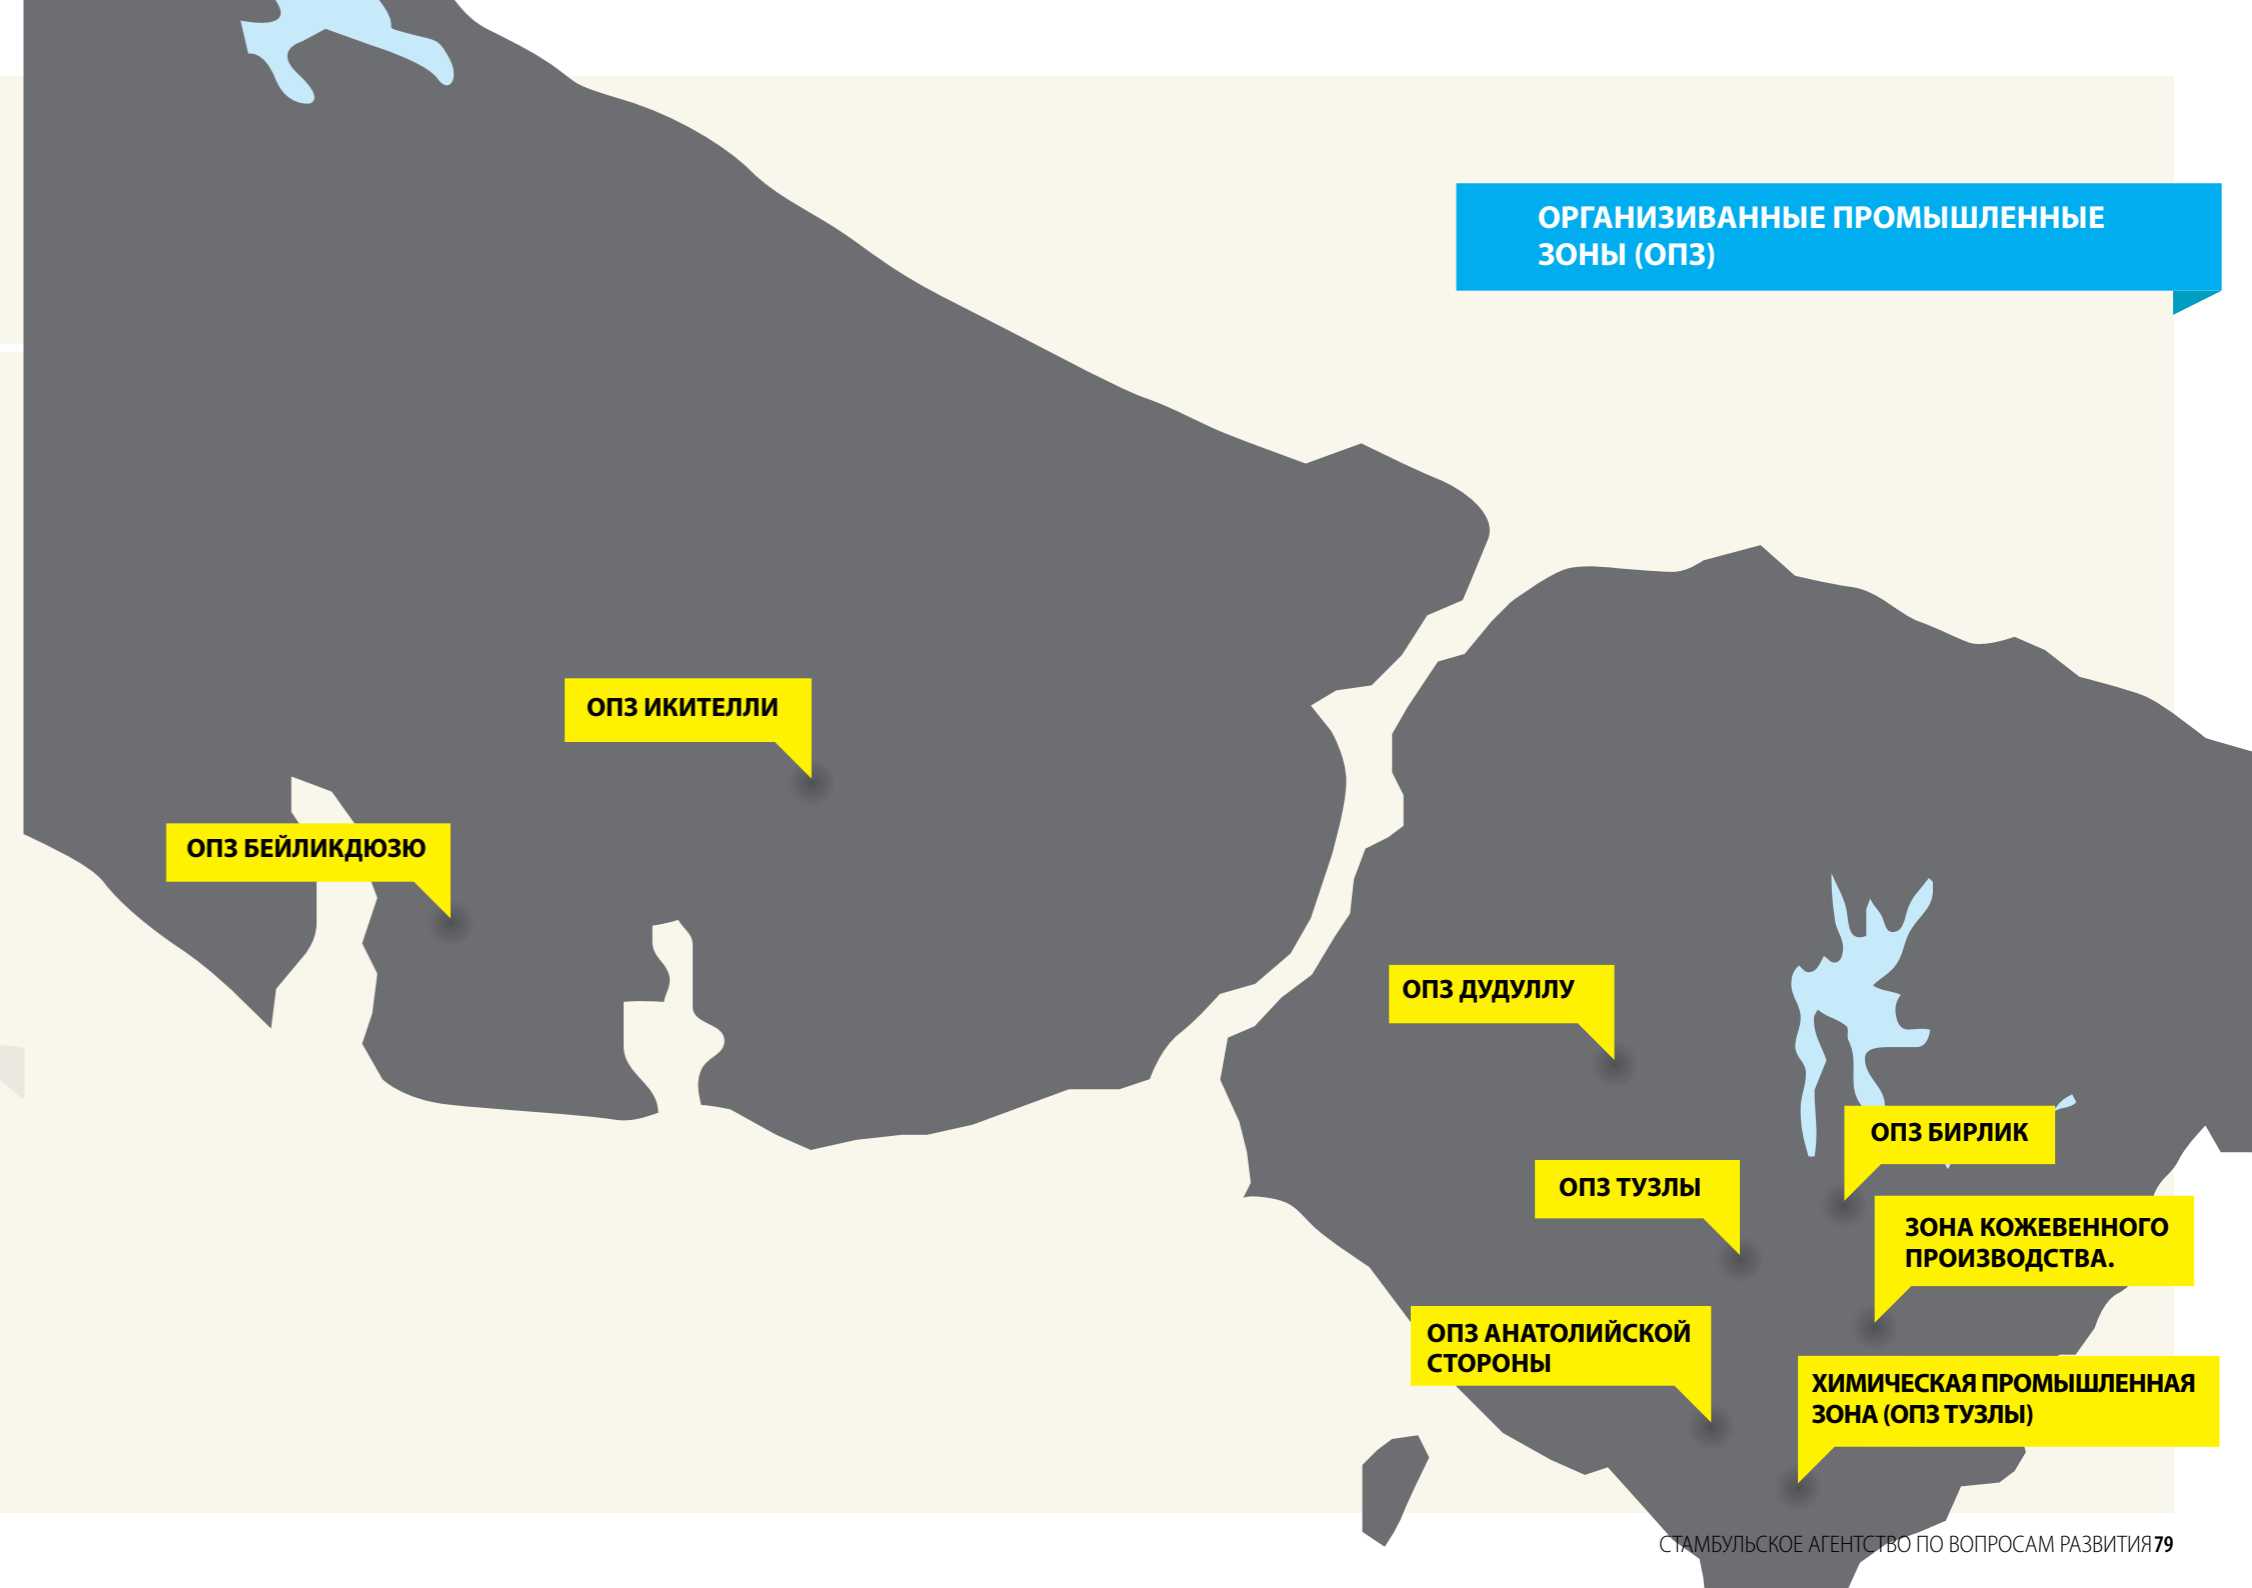 ОРГАНИЗИВАННЫЕ ПРОМЫШЛЕННЫЕ
ЗОНЫ (ОПЗ)
ОПЗ ИКИТЕЛЛИ
ОПЗ БЕЙЛИКДЮЗЮ
ОПЗ ДУДУЛЛУ
ОПЗ БИРЛИК
ОПЗ ТУЗЛЫ
ЗОНА КОЖЕВЕННОГО
ПРОИЗВОДСТВА.
ОПЗ АНАТОЛИЙСКОЙ
СТОРОНЫ
ХИМИЧЕСКАЯ ПРОМЫШЛЕННАЯ
ЗОНА (ОПЗ ТУЗЛЫ)
СТАМБУЛЬСКОЕ АГЕНТСТВО ПО ВОПРОСАМ РАЗВИТИЯ 79